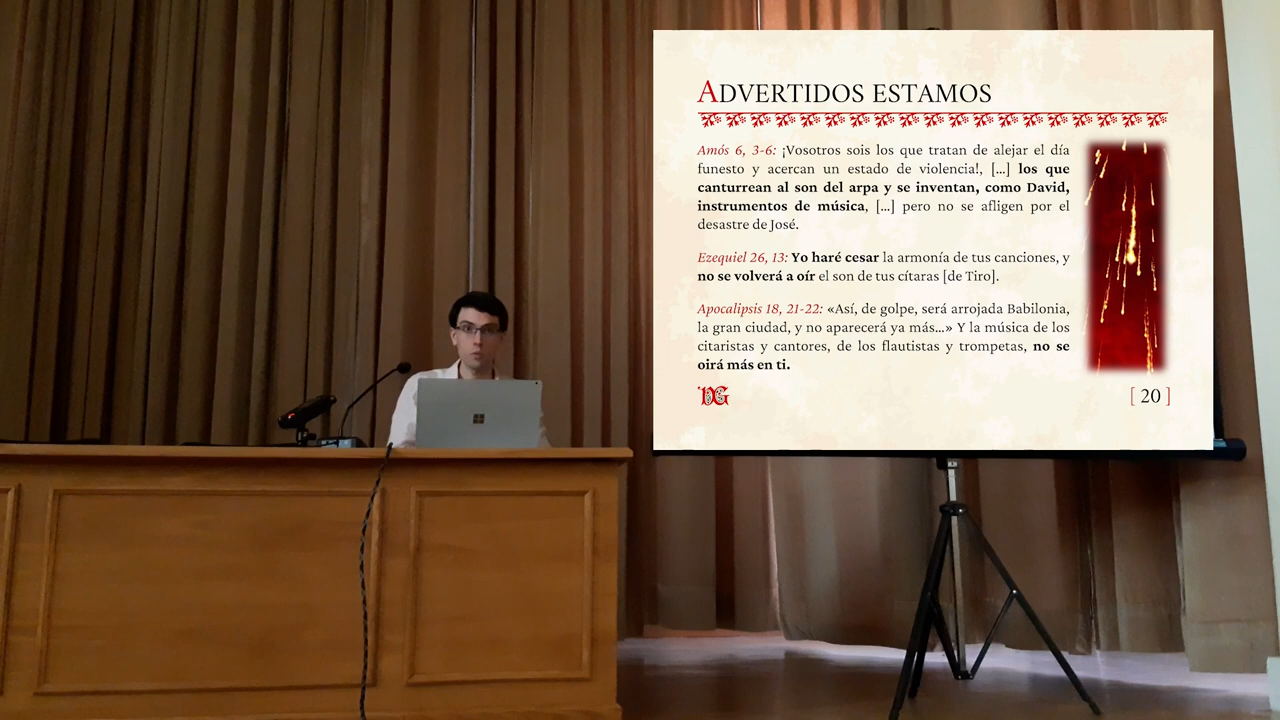 ADVERTIDOS ESTAMOS
Amós 6, 3-6: ¡Vosotros sois los que tratan de alejar el día
funesto y acercan un estado de violencia!, [...] los que
canturrean al son del arpa y se inventan, como David,
instrumentos de música, [...] pero no se afligen por el
desastre de José.
Ezequiel 26, 13: Yo haré cesar la armonía de tus canciones, y
no se volverá a oír el son de tus cítaras [de Tiro].
Apocalipsis 18, 21-22: «Así, de golpe, será arrojada Babilonia,
la gran ciudad, y no aparecerá ya más...» Y la música de los
citaristas y cantores, de los flautistas y trompetas, no se
oirá más en ti.
DG
[ 20 ]